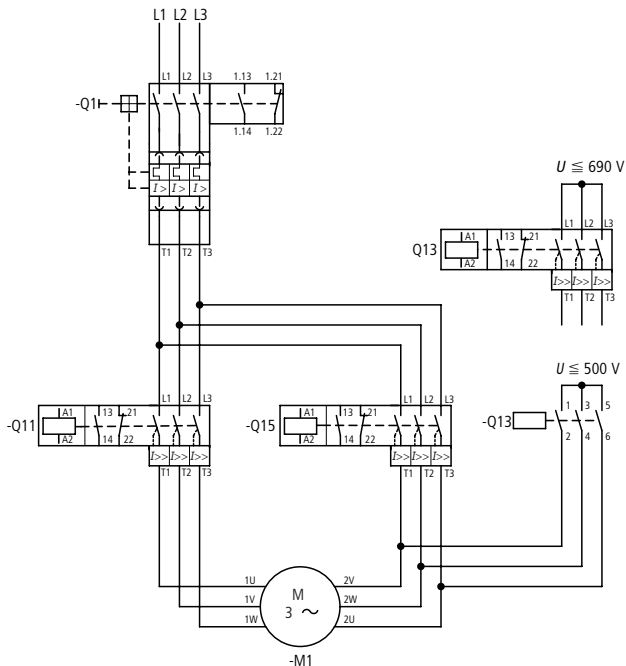 L1 L2 L3
L1 L2 L3 1.13 1.21
-Q1
1.14 1.22
I> I> I>
T1 T2 T3
U ≦ 690 V
L1 L2 L3
Q13 A1 13 21
A2 14 22
I>> I>> I>>
T1 T2 T3
U ≦ 500 V
-Q11 A1 13 21 L1 L2 L3
A2 14 22
I>> I>> I>>
T1 T2 T3
-Q15 A1 13 21 L1 L2 L3
A2 14 22
I>> I>> I>>
T1 T2 T3
-Q13 1 3 5
2 4 6
1U M 2V
1V 3 ~ 2W
1W 2U
-M1